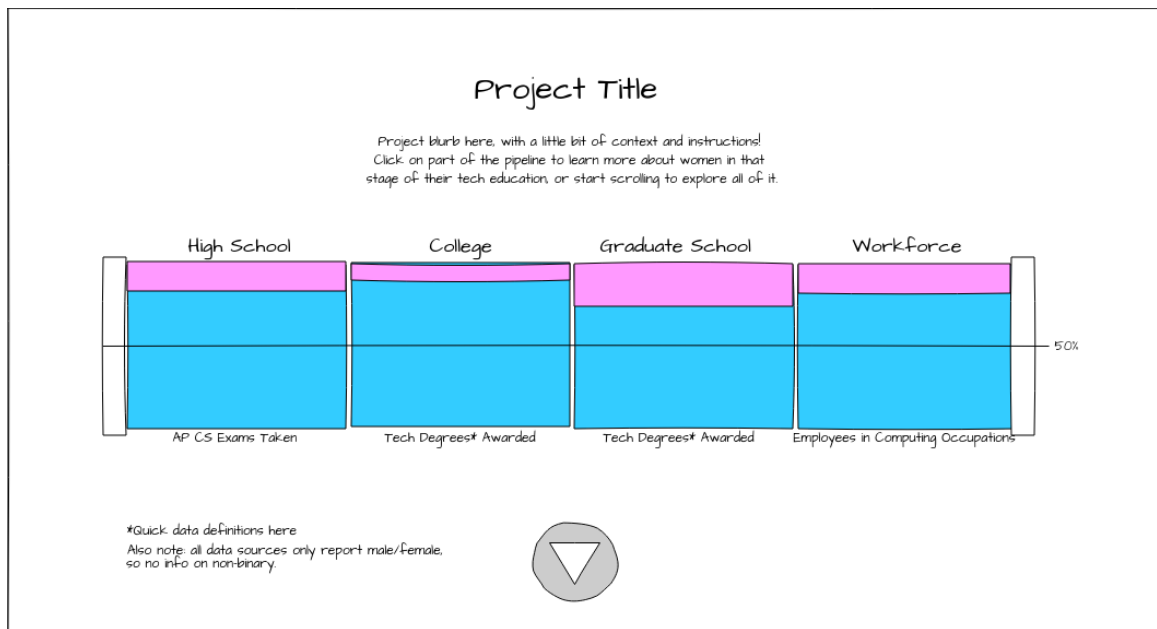 Project Title
Project blurb here, with a little bit of context and instructions!
Click on part of the pipeline to learn more about women in that
stage of their tech education, or start scrolling to explore all of it.
High School
College
Graduate School
Workforce
50%
AP CS Exams Taken
Tech Degrees* Awarded
Tech Degrees* Awarded
Employees in Computing Occupations
*Quick data definitions here
Also note: all data sources only report male/female,
so no info on non-binary.